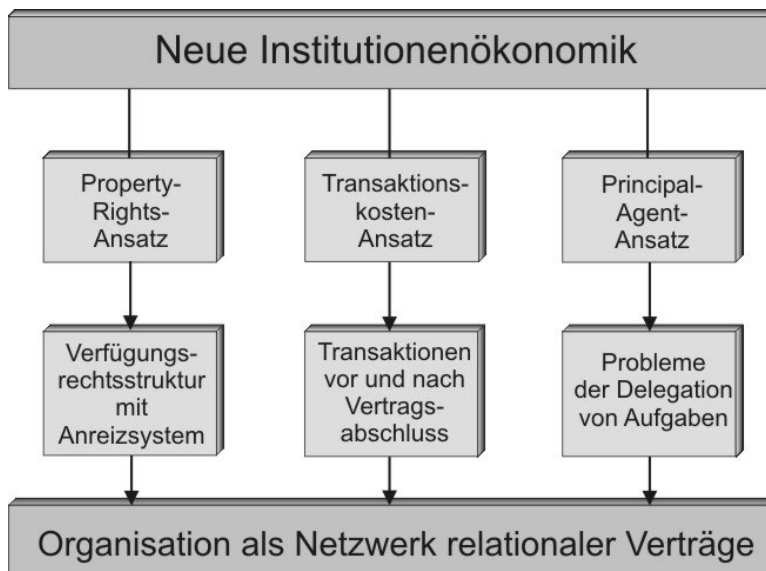 Neue Institutionenökonomik
Property-
Rights-
Ansatz
Transaktions-
kosten-
Ansatz
Principal-
Agent-
Ansatz
Verfügungs-
rechtsstruktur
mit
Anreizsystem
Transaktionen
vor und nach
Vertrags-
abschluss
Probleme
der Delegation
von Aufgaben
Organisation als Netzwerk relationaler Verträge